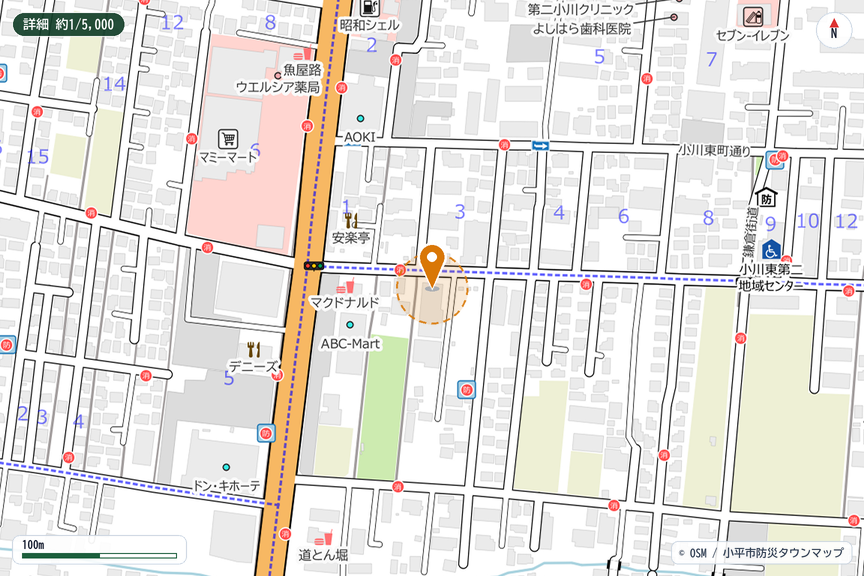 詳細 約1/5,000
12
8
昭和シェル
2
第二小川クリニック
よしはら歯科医院
セブン-イレブン
N
5
7
魚屋路
ウエルシア薬局
14
消
AOKI
小川東町通り
マミーマート
6
15
防
1
3
4
6
8
鎌倉街道
9
10
12
安楽亭
小川東第二
地域センター
マクドナルド
ABC-Mart
デニーズ
5
2
3
4
ドン・キホーテ
道とん堀
100m
© OSM / 小平市防災タウンマップ